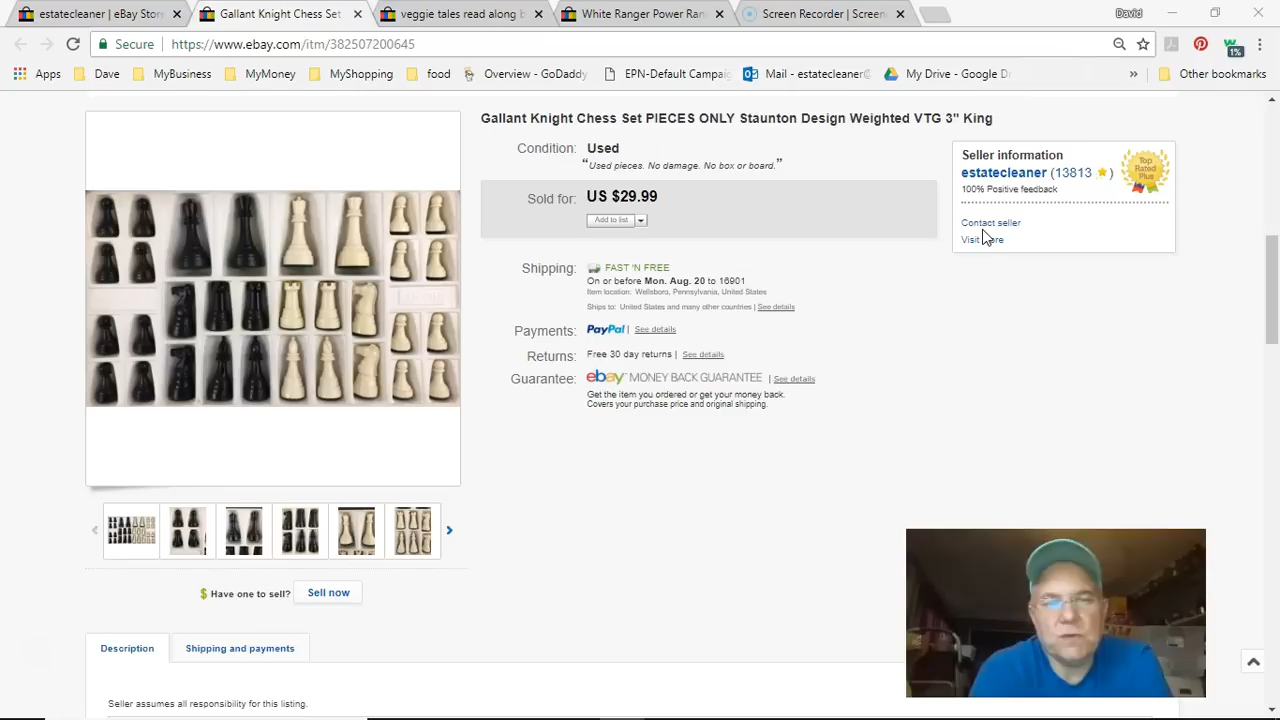 estatecleaner | eBay Stor
Gallant Knight Chess Set
veggie tales read along b
White Ranger Power Ran
Screen Recorder | Screen
David
Secure
https://www.ebay.com/itm/382507200645
1%
Apps
Dave
MyBusiness
MyMoney
MyShopping
food
Overview - GoDaddy
EPN-Default Campai
Mail - estatecleaner@
My Drive - Google Dr
»
Other bookmarks
Gallant Knight Chess Set PIECES ONLY Staunton Design Weighted VTG 3" King
Condition: Used
"Used pieces. No damage. No box or board."
Sold for: US $29.99
Add to list
Seller information
estatecleaner (13813 )
100% Positive feedback
Top Rated Plus
Contact seller
Shipping: FAST 'N FREE
On or before Mon. Aug. 20 to 16901
Item location: Wellsboro, Pennsylvania, United States
Ships to: United States and many other countries | See details
Payments: PayPal | See details
Returns: Free 30 day returns | See details
Guarantee: ebay MONEY BACK GUARANTEE | See details
Get the item you ordered or get your money back.
Covers your purchase price and original shipping.
$ Have one to sell? Sell now
Description
Shipping and payments
Seller assumes all responsibility for this listing.